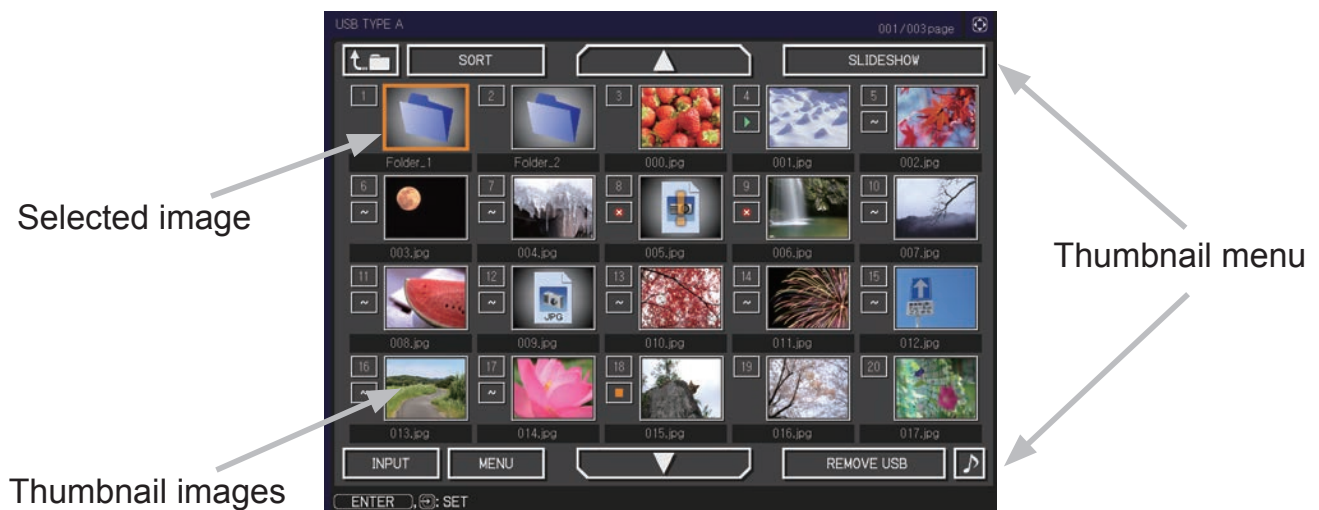 USB TYPE A 001/003page
SORT SLIDESHOW
1 2 3 4 5
~
Folder_1 Folder_2 000.jpg 001.jpg 002.jpg
6 7 8 9 10
~ ~ ~
003.jpg 004.jpg 005.jpg 006.jpg 007.jpg
11 12 13 14 15
~ ~ ~ ~ ~
JPG
008.jpg 009.jpg 010.jpg 011.jpg 012.jpg
16 17 18 19 20
~ ~
013.jpg 014.jpg 015.jpg 016.jpg 017.jpg
INPUT MENU REMOVE USB
ENTER , : SET
Selected image
Thumbnail images
Thumbnail menu